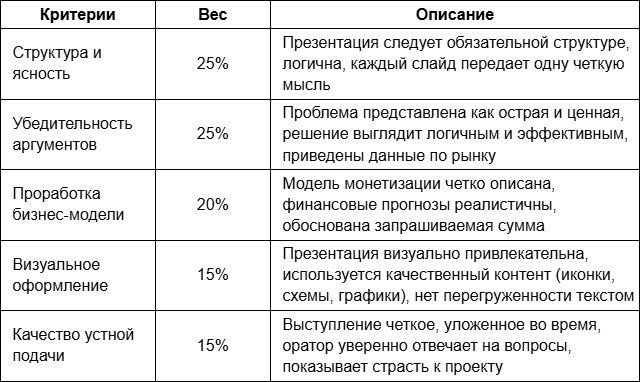 Критерии Вес Описание
Структура и ясность 25% Презентация следует обязательной структуре,
логична, каждый слайд передает одну четкую
мысль
Убедительность аргументов 25% Проблема представлена как острая и ценная,
решение выглядит логичным и эффективным,
приведены данные по рынку
Проработка бизнес-модели 20% Модель монетизации четко описана,
финансовые прогнозы реалистичны,
обоснована запрашиваемая сумма
Визуальное оформление 15% Презентация визуально привлекательна,
используется качественный контент (иконки,
схемы, графики), нет перегруженности текстом
Качество устной подачи 15% Выступление четкое, уложенное во время,
оратор уверенно отвечает на вопросы,
показывает страсть к проекту